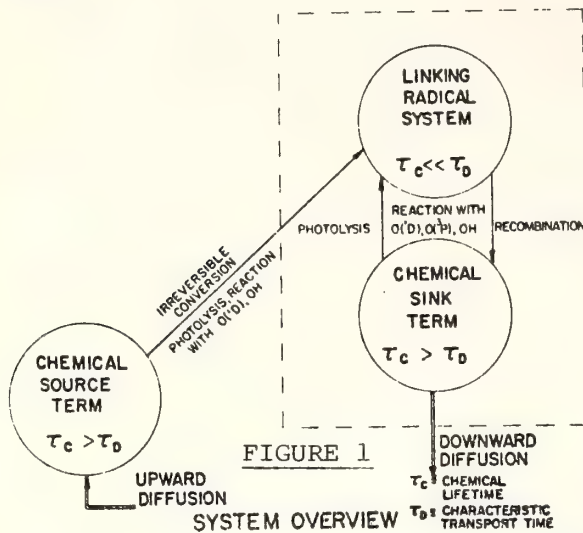 LINKING
RADICAL
SYSTEM
τC << τD
PHOTOLYSIS
REACTION WITH
O(¹D), O(³P), OH
RECOMBINATION
CHEMICAL
SINK
TERM
τC > τD
IRREVERSIBLE
CONVERSION
PHOTOLYSIS, REACTION
WITH O(¹D), OH
CHEMICAL
SOURCE
TERM
τC > τD
UPWARD
DIFFUSION
FIGURE 1
DOWNWARD
DIFFUSION
τC = CHEMICAL
LIFETIME
τD = CHARACTERISTIC
TRANSPORT TIME
SYSTEM OVERVIEW